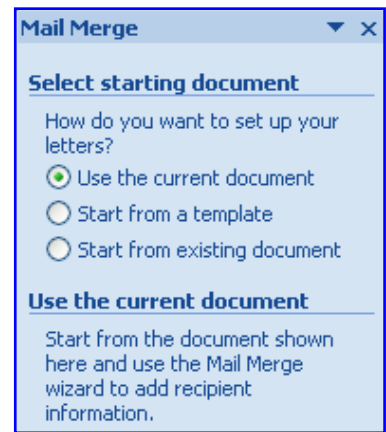 Mail Merge
Select starting document
How do you want to set up your
letters?
Use the current document
Start from a template
Start from existing document
Use the current document
Start from the document shown
here and use the Mail Merge
wizard to add recipient
information.